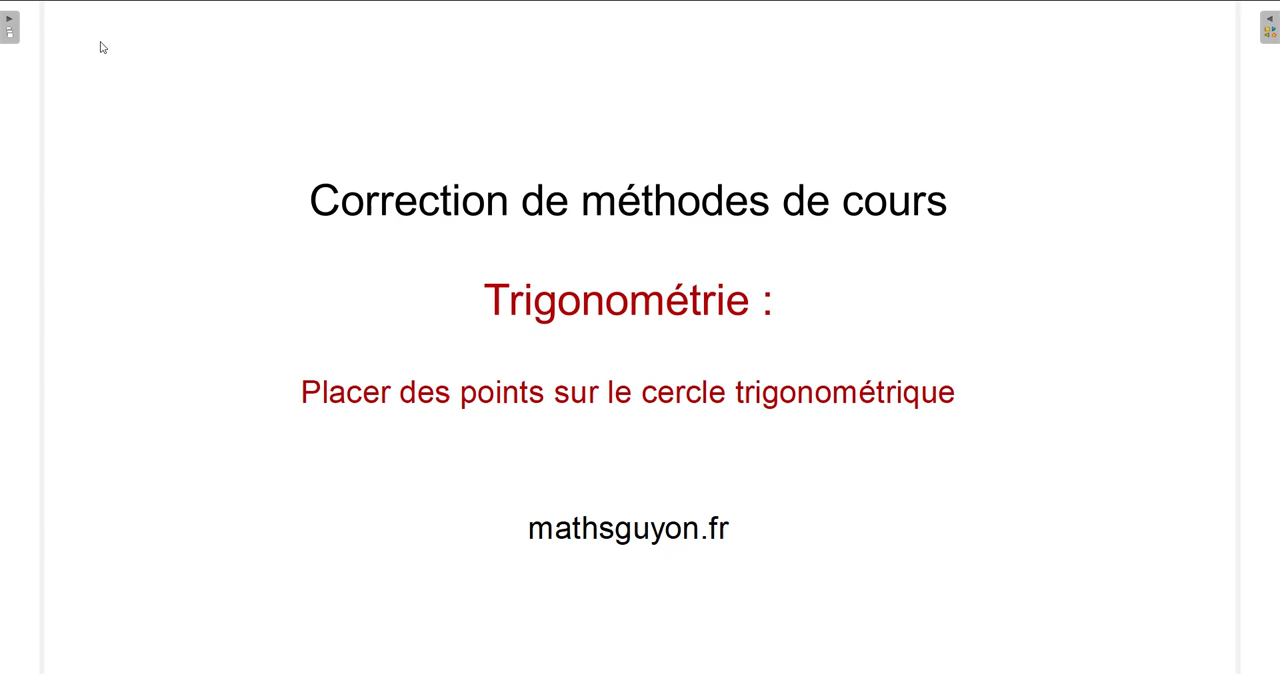 Correction de méthodes de cours
Trigonométrie :
Placer des points sur le cercle trigonométrique
mathsguyon.fr